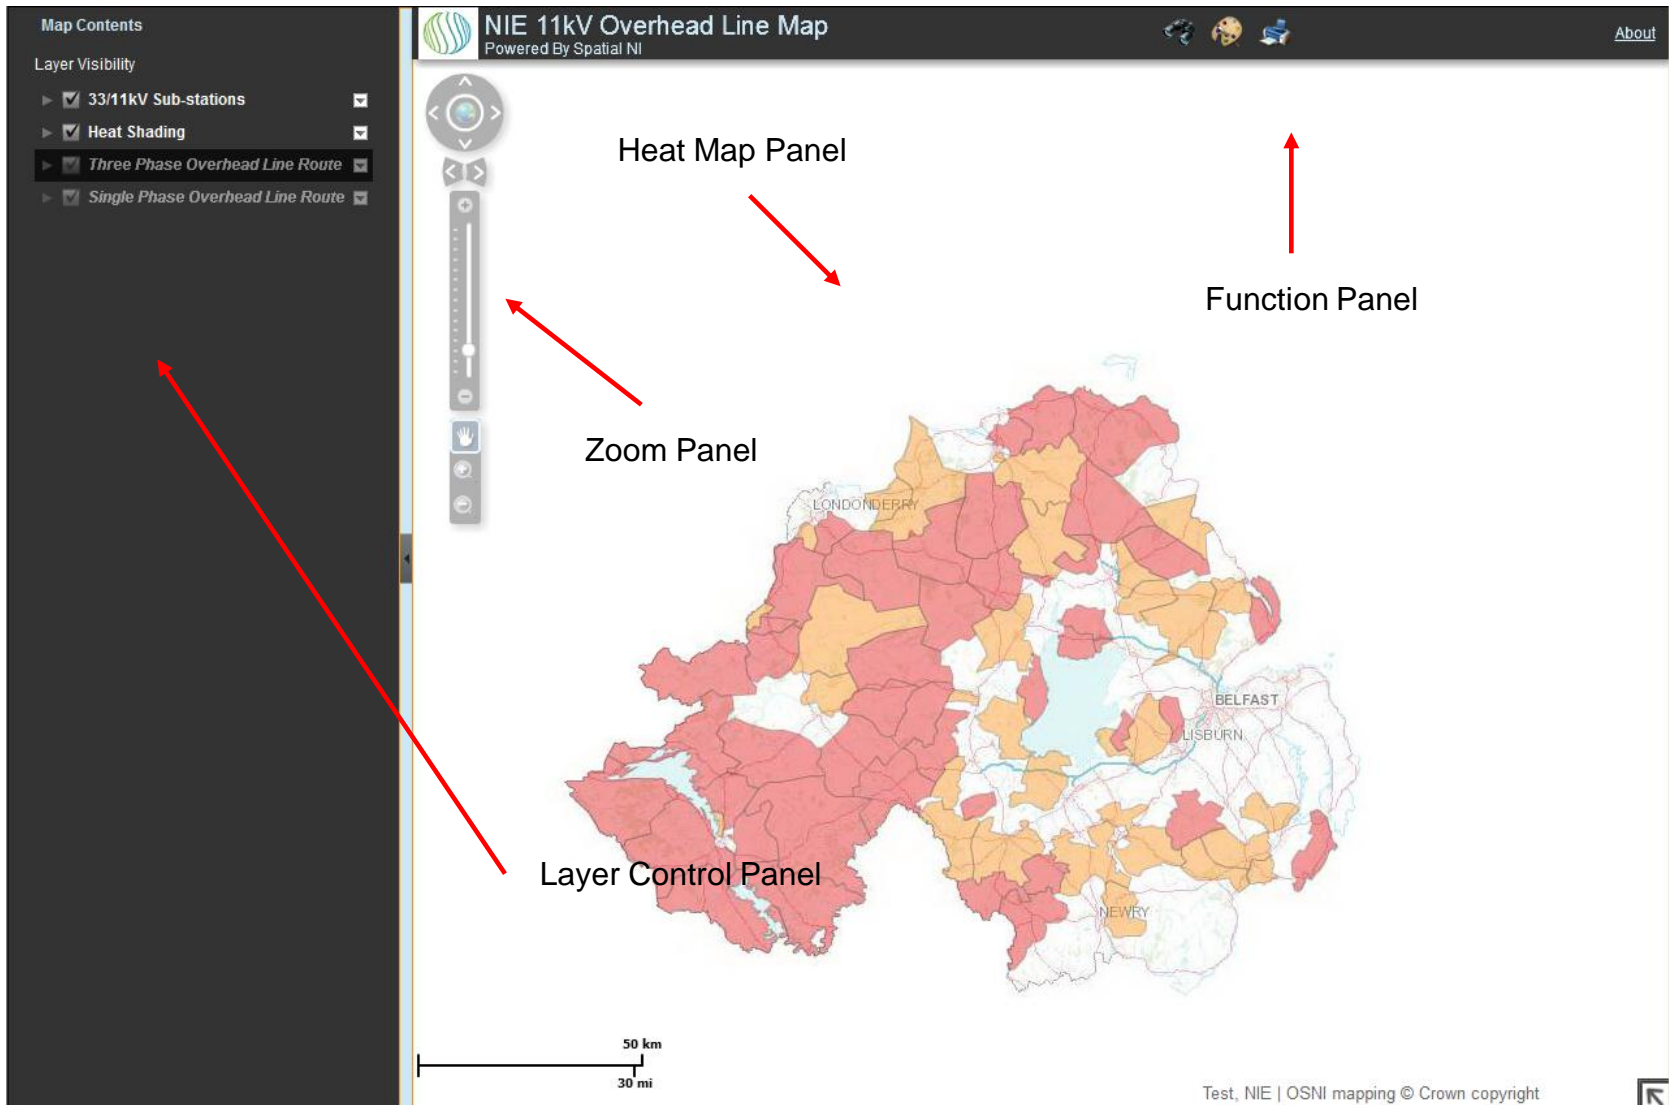 Map Contents
Layer Visibility
33/11kV Sub-stations
Heat Shading
Three Phase Overhead Line Route
Single Phase Overhead Line Route
NIE 11kV Overhead Line Map
Powered By Spatial NI
About
Heat Map Panel
Function Panel
Zoom Panel
Layer Control Panel
LONDONDERRY
BELFAST
LISBURN
NEWRY
50 km
30 mi
Test, NIE | OSNI mapping © Crown copyright